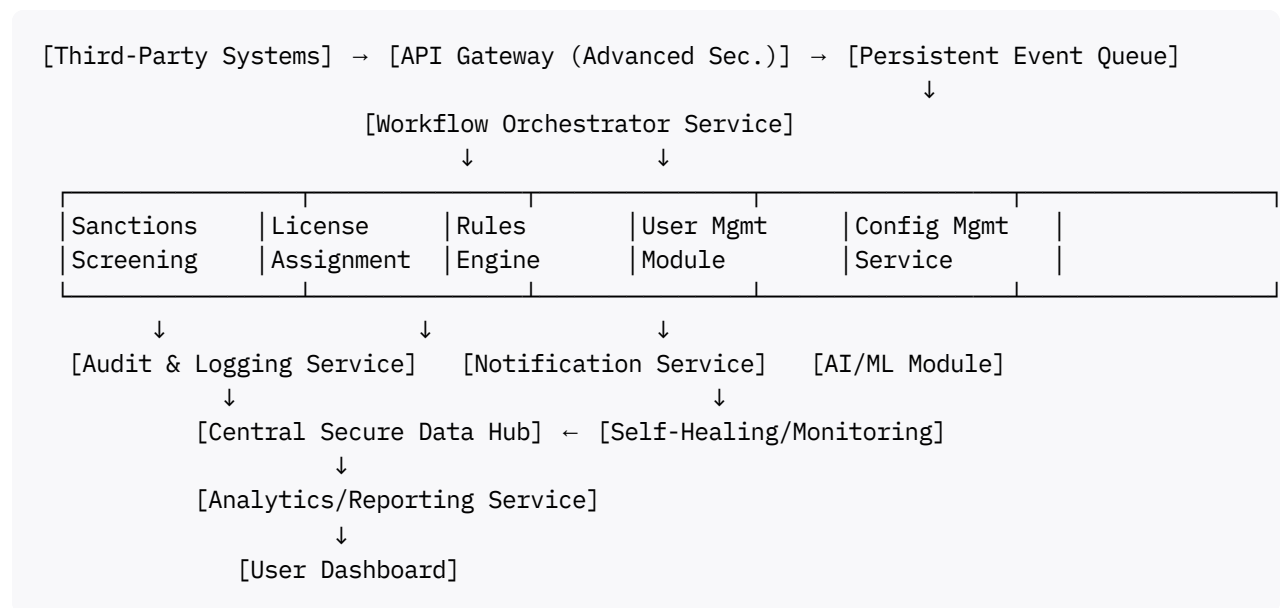 [Third-Party Systems] → [API Gateway (Advanced Sec.)] → [Persistent Event Queue]
↓
[Workflow Orchestrator Service]
↓ ↓
│Sanctions │License │Rules │User Mgmt │Config Mgmt │
│Screening │Assignment │Engine │Module │Service │
↓ ↓ ↓
[Audit & Logging Service] [Notification Service] [AI/ML Module]
↓ ↓
[Central Secure Data Hub] ← [Self-Healing/Monitoring]
↓
[Analytics/Reporting Service]
↓
[User Dashboard]